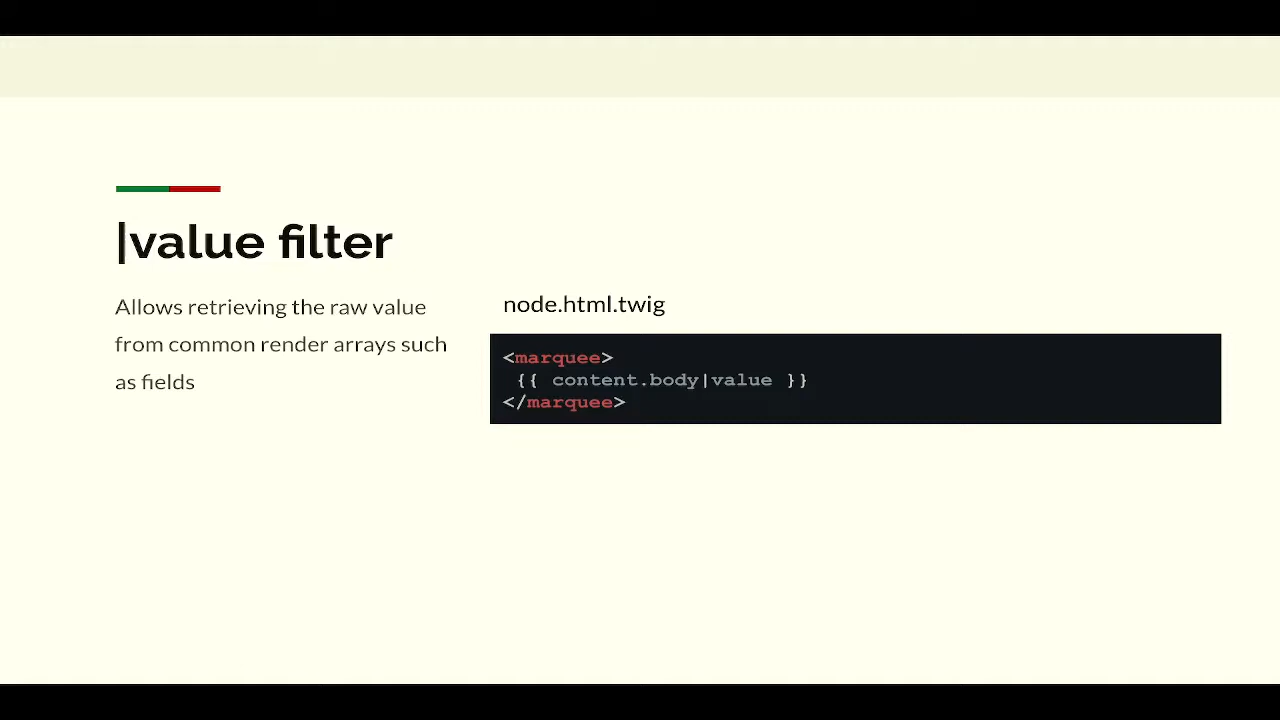 |value filter
Allows retrieving the raw value
from common render arrays such
as fields
node.html.twig
<marquee>
{{ content.body|value }}
</marquee>